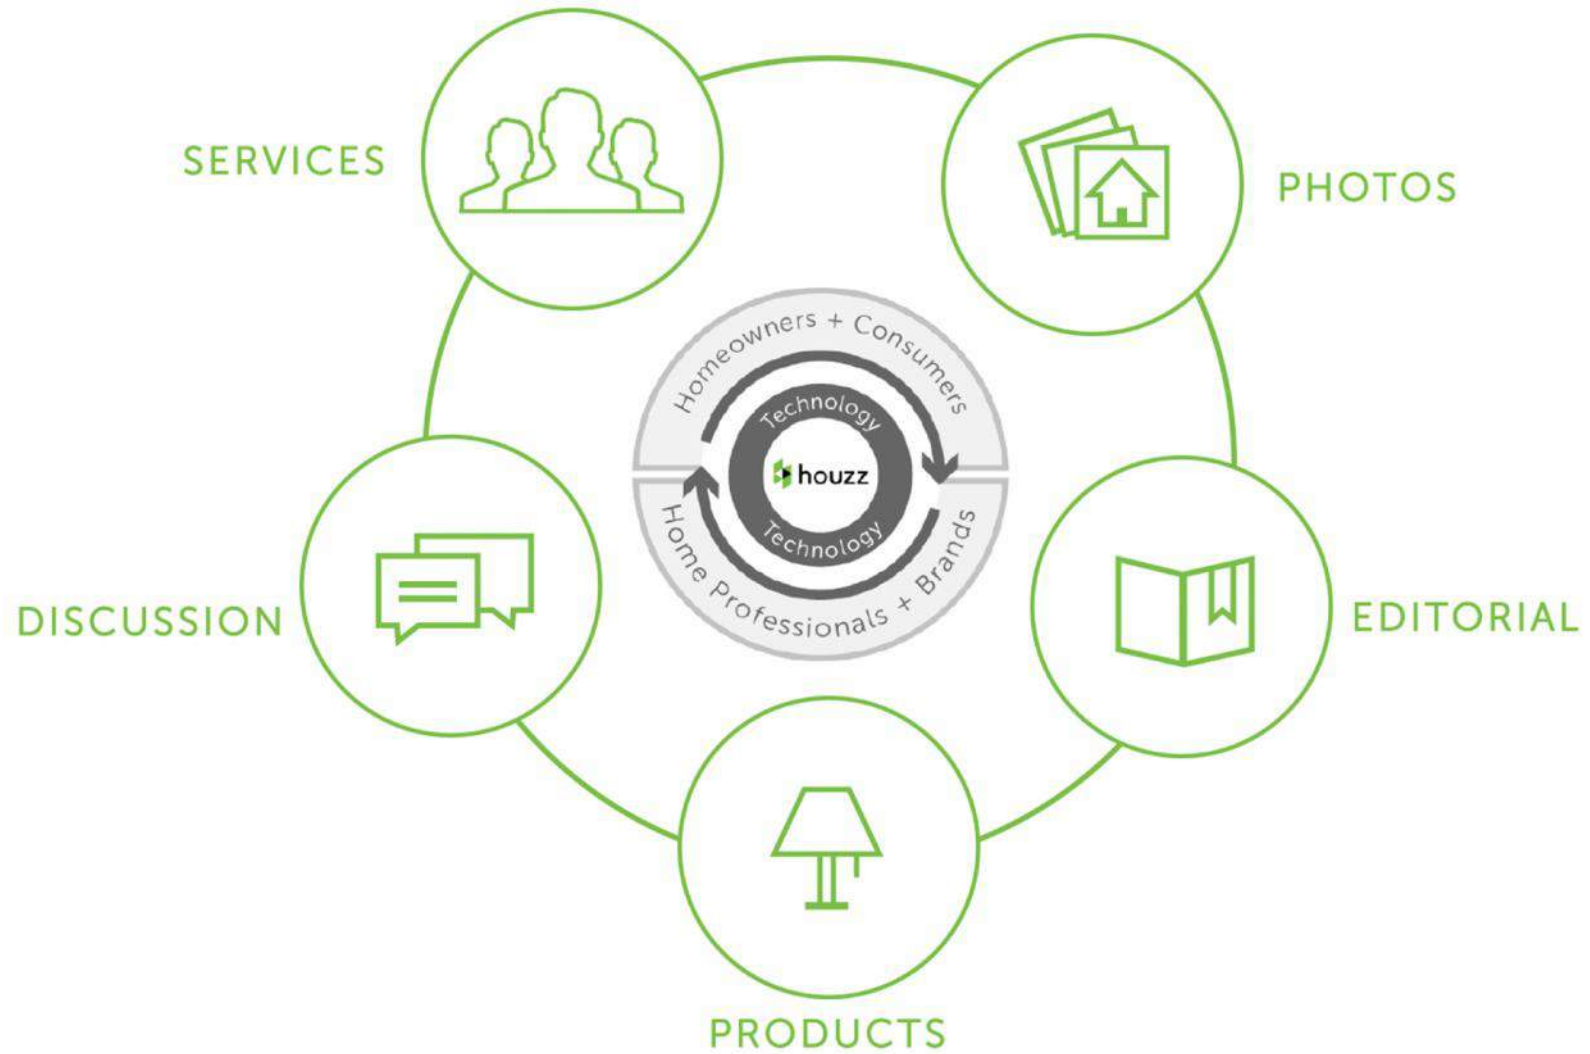 SERVICES
PHOTOS
Homeowners + Consumers
Technology
houzz
Technology
Home Professionals + Brands
DISCUSSION
EDITORIAL
PRODUCTS